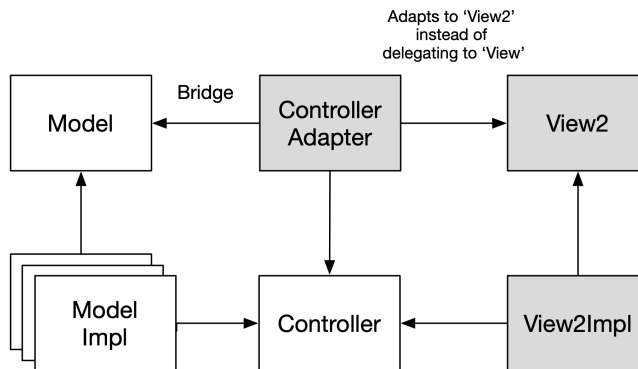 Adapts to ‘View2’
instead of
delegating to ‘View’
Model
Bridge
Controller
Adapter
View2
Model
Impl
Controller
View2Impl